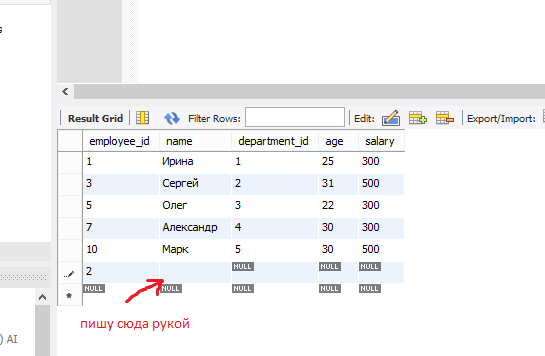 Result Grid Filter Rows: Edit: Export/Import:
employee_id name department_id age salary
1 Ирина 1 25 300
3 Сергей 2 31 500
5 Олег 3 22 300
7 Александр 4 30 300
10 Марк 5 30 500
2 NULL NULL NULL
NULL NULL NULL NULL NULL
пишу сюда рукой
) AI